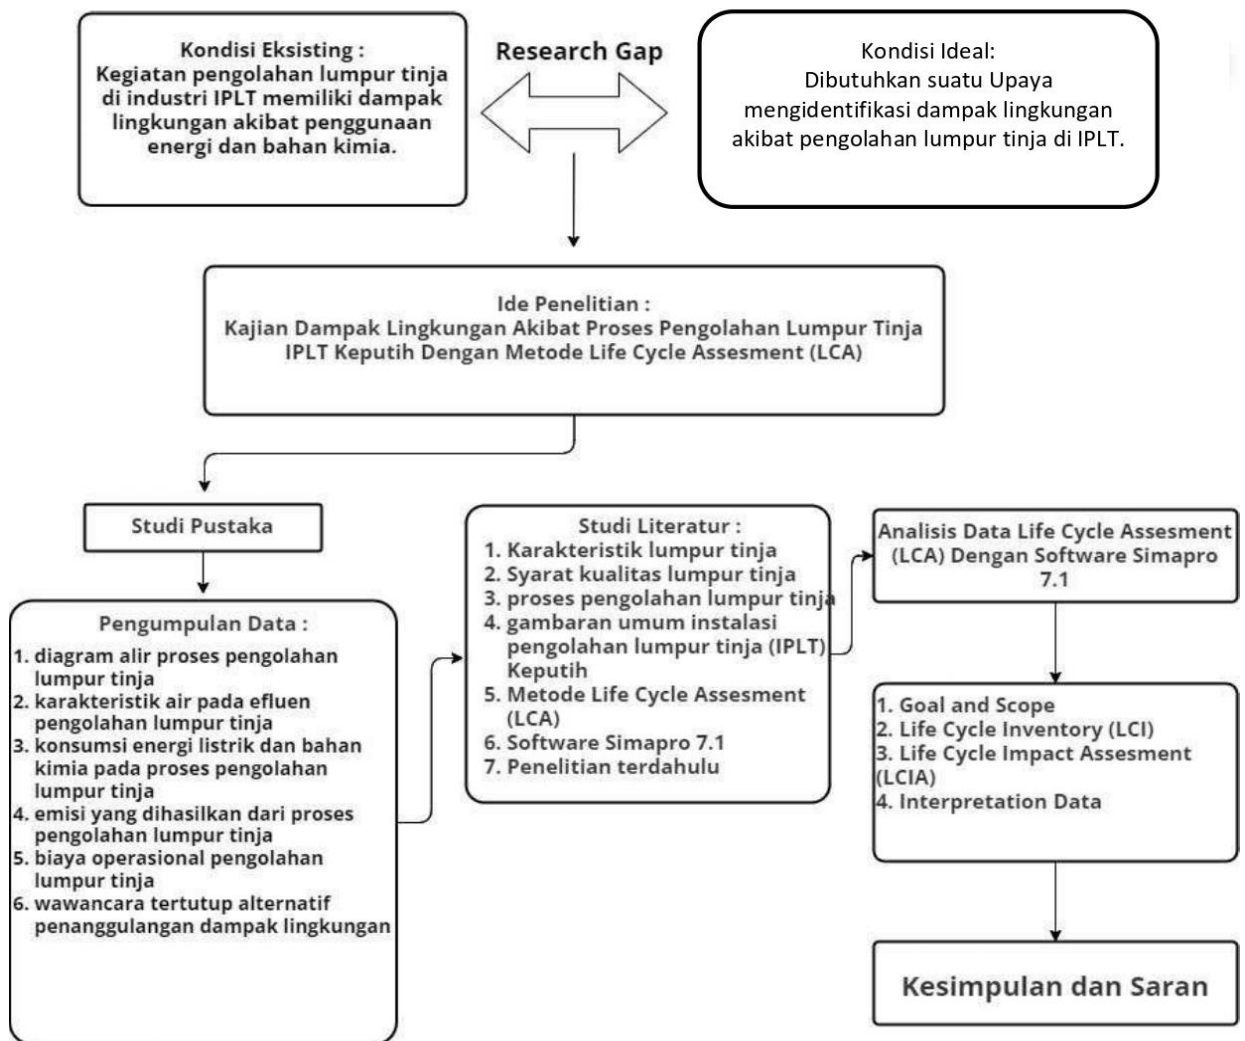 Kondisi Eksisting :
Kegiatan pengolahan lumpur tinja
di industri IPLT memiliki dampak
lingkungan akibat penggunaan
energi dan bahan kimia.
Research Gap
Kondisi Ideal:
Dibutuhkan suatu Upaya
mengidentifikasi dampak lingkungan
akibat pengolahan lumpur tinja di IPLT.
Ide Penelitian :
Kajian Dampak Lingkungan Akibat Proses Pengolahan Lumpur Tinja
IPLT Keputih Dengan Metode Life Cycle Assesment (LCA)
Studi Pustaka
Pengumpulan Data :
1. diagram alir proses pengolahan
lumpur tinja
2. karakteristik air pada efluen
pengolahan lumpur tinja
3. konsumsi energi listrik dan bahan
kimia pada proses pengolahan
lumpur tinja
4. emisi yang dihasilkan dari proses
pengolahan lumpur tinja
5. biaya operasional pengolahan
lumpur tinja
6. wawancara tertutup alternatif
penanggulangan dampak lingkungan
Studi Literatur :
1. Karakteristik lumpur tinja
2. Syarat kualitas lumpur tinja
3. proses pengolahan lumpur tinja
4. gambaran umum instalasi
pengolahan lumpur tinja (IPLT)
Keputih
5. Metode Life Cycle Assesment
(LCA)
6. Software Simapro 7.1
7. Penelitian terdahulu
Analisis Data Life Cycle Assesment
(LCA) Dengan Software Simapro
7.1
1. Goal and Scope
2. Life Cycle Inventory (LCI)
3. Life Cycle Impact Assesment
(LCIA)
4. Interpretation Data
Kesimpulan dan Saran